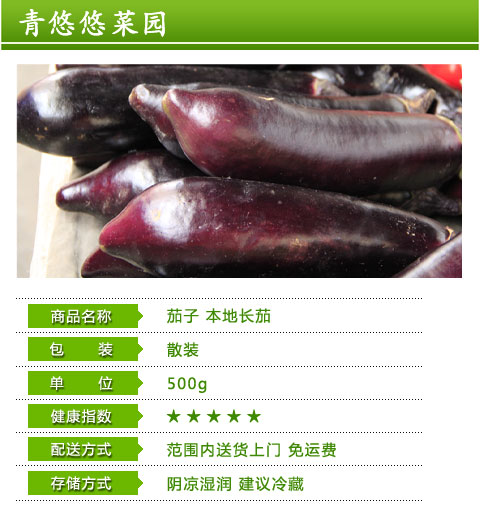 青悠悠菜园
商品名称 茄子 本地长茄
包 装 散装
单 位 500g
健康指数 ★★★★★
配送方式 范围内送货上门 免运费
存储方式 阴凉湿润 建议冷藏